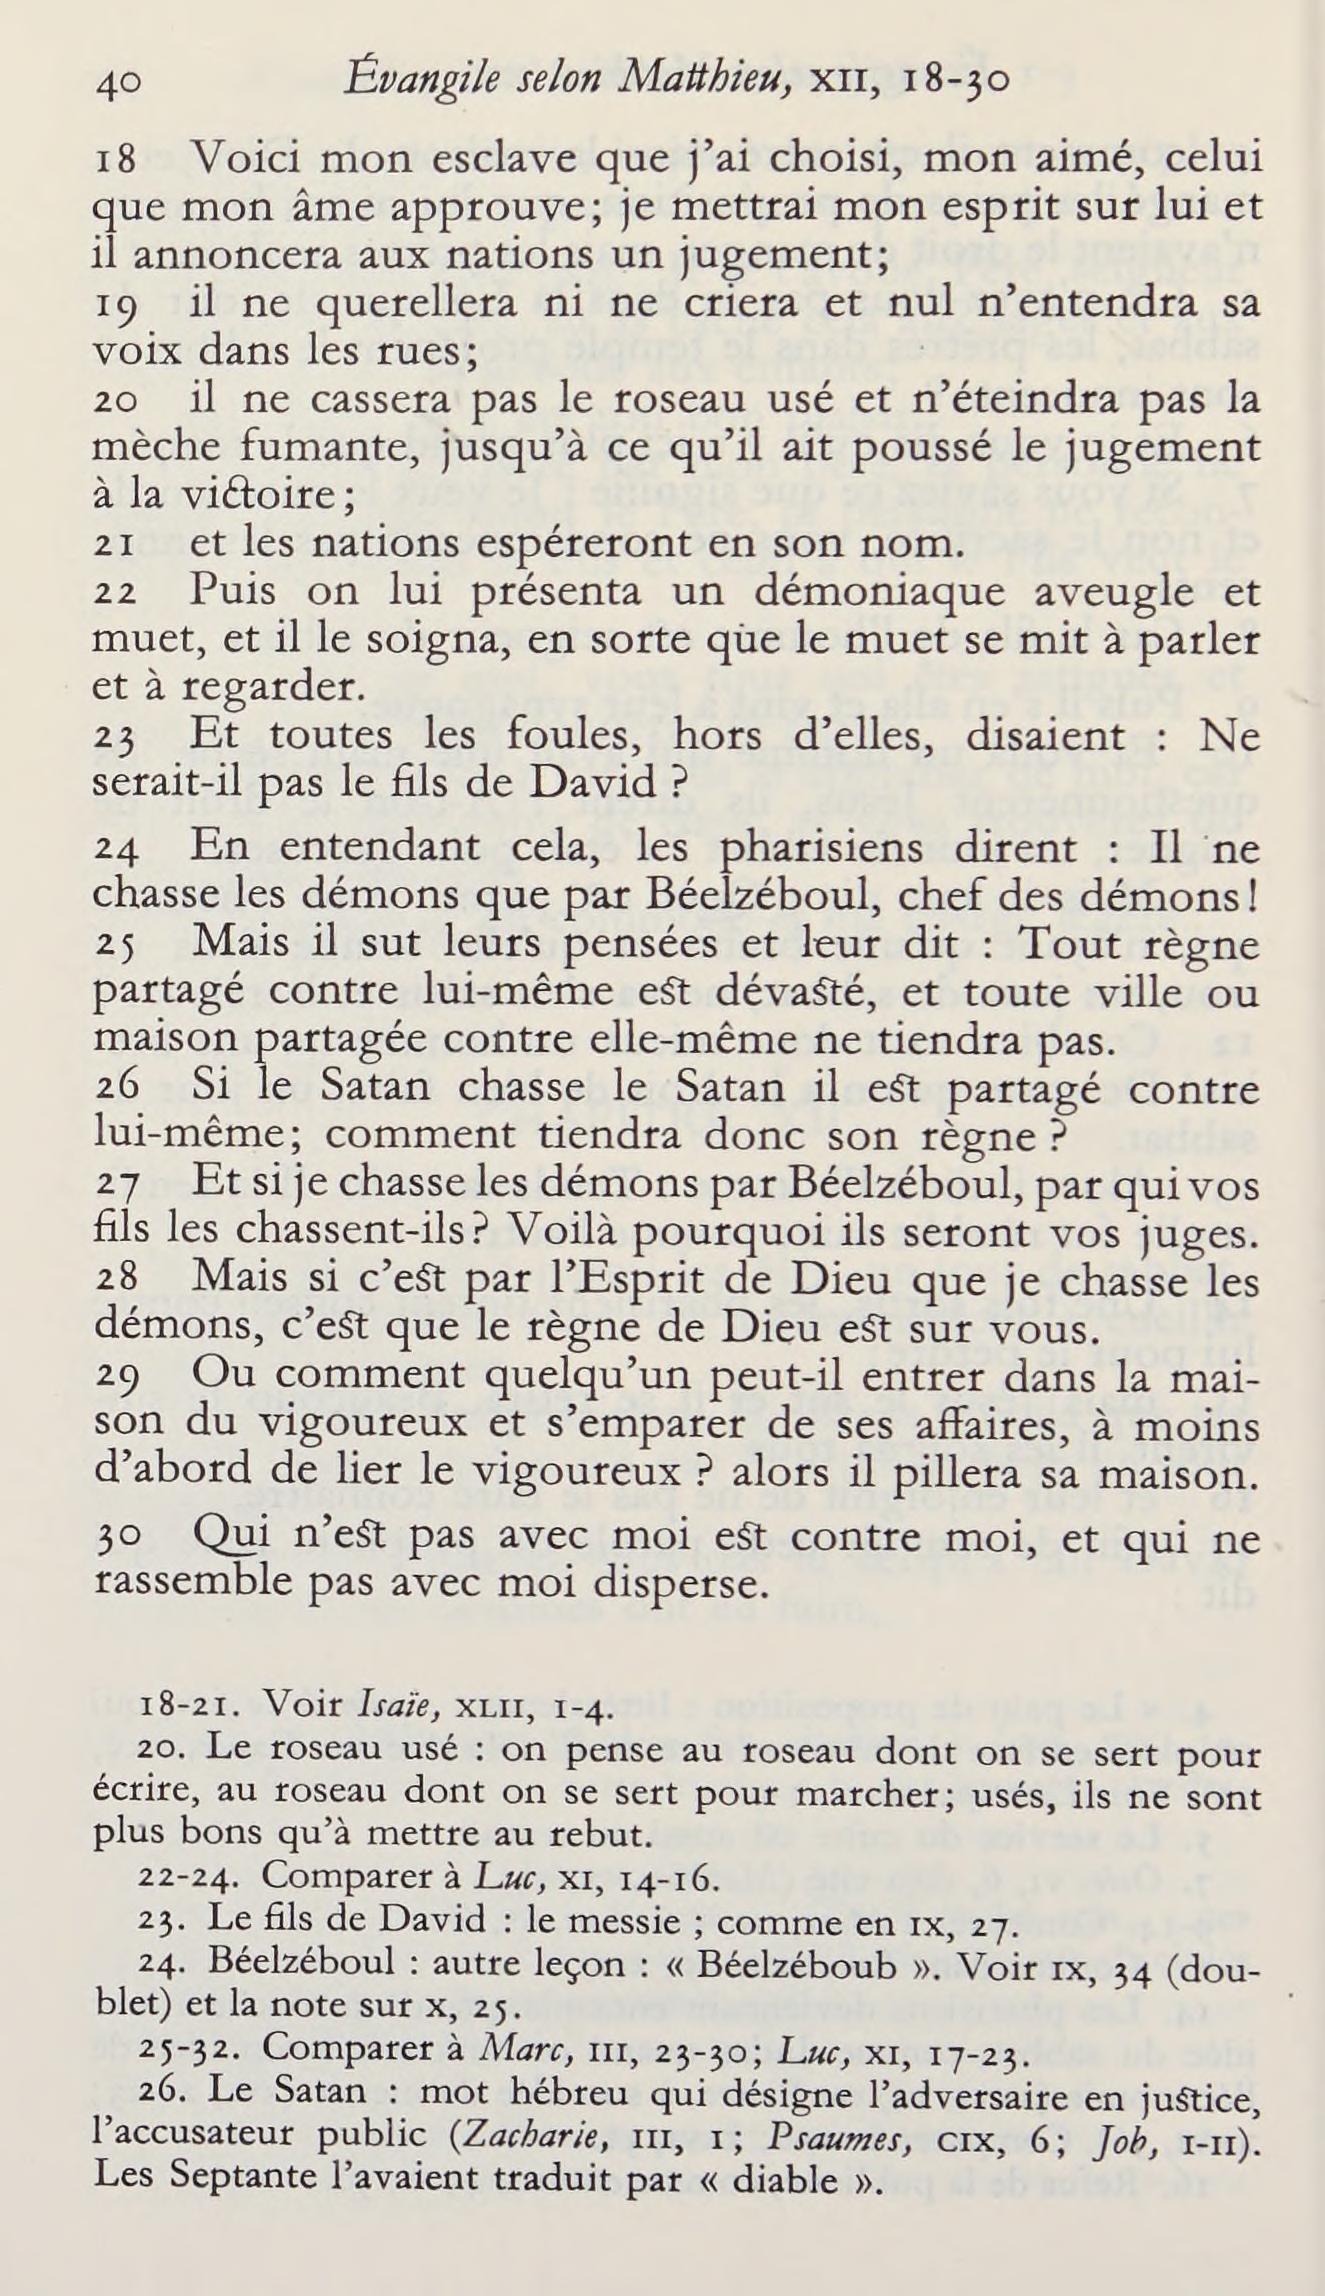 40 Évangile selon Matthieu, XII, 18-30
18 Voici mon esclave que j’ai choisi, mon aimé, celui
que mon âme approuve; je mettrai mon esprit sur lui et
il annoncera aux nations un jugement;
19 il ne querellera ni ne criera et nul n’entendra sa
voix dans les rues;
20 il ne cassera pas le roseau usé et n’éteindra pas la
mèche fumante, jusqu’à ce qu’il ait poussé le jugement
à la victoire;
21 et les nations espéreront en son nom.
22 Puis on lui présenta un démoniaque aveugle et
muet, et il le soigna, en sorte que le muet se mit à parler
et à regarder.
23 Et toutes les foules, hors d’elles, disaient : Ne
serait-il pas le fils de David ?
24 En entendant cela, les pharisiens dirent : Il ne
chasse les démons que par Béelzéboul, chef des démons!
25 Mais il sut leurs pensées et leur dit : Tout règne
partagé contre lui-même est dévasté, et toute ville ou
maison partagée contre elle-même ne tiendra pas.
26 Si le Satan chasse le Satan il est partagé contre
lui-même; comment tiendra donc son règne ?
27 Et si je chasse les démons par Béelzéboul, par qui vos
fils les chassent-ils? Voilà pourquoi ils seront vos juges.
28 Mais si c’est par l’Esprit de Dieu que je chasse les
démons, c’est que le règne de Dieu est sur vous.
29 Ou comment quelqu’un peut-il entrer dans la mai-
son du vigoureux et s’emparer de ses affaires, à moins
d’abord de lier le vigoureux ? alors il pillera sa maison.
30 Qui n’est pas avec moi est contre moi, et qui ne
rassemble pas avec moi disperse.
18-21. Voir Isaïe, XLII, 1-4.
20. Le roseau usé : on pense au roseau dont on se sert pour
écrire, au roseau dont on se sert pour marcher; usés, ils ne sont
plus bons qu’à mettre au rebut.
22-24. Comparer à Luc, XI, 14-16.
23. Le fils de David : le messie ; comme en IX, 27.
24. Béelzéboul : autre leçon : « Béelzéboub ». Voir IX, 34 (dou-
blet) et la note sur X, 25.
25-32. Comparer à Marc, III, 23-30; Luc, XI, 17-23.
26. Le Satan : mot hébreu qui désigne l’adversaire en justice,
l’accusateur public (Zacharie, III, 1; Psaumes, CIX, 6; Job, I-II).
Les Septante l’avaient traduit par « diable ».